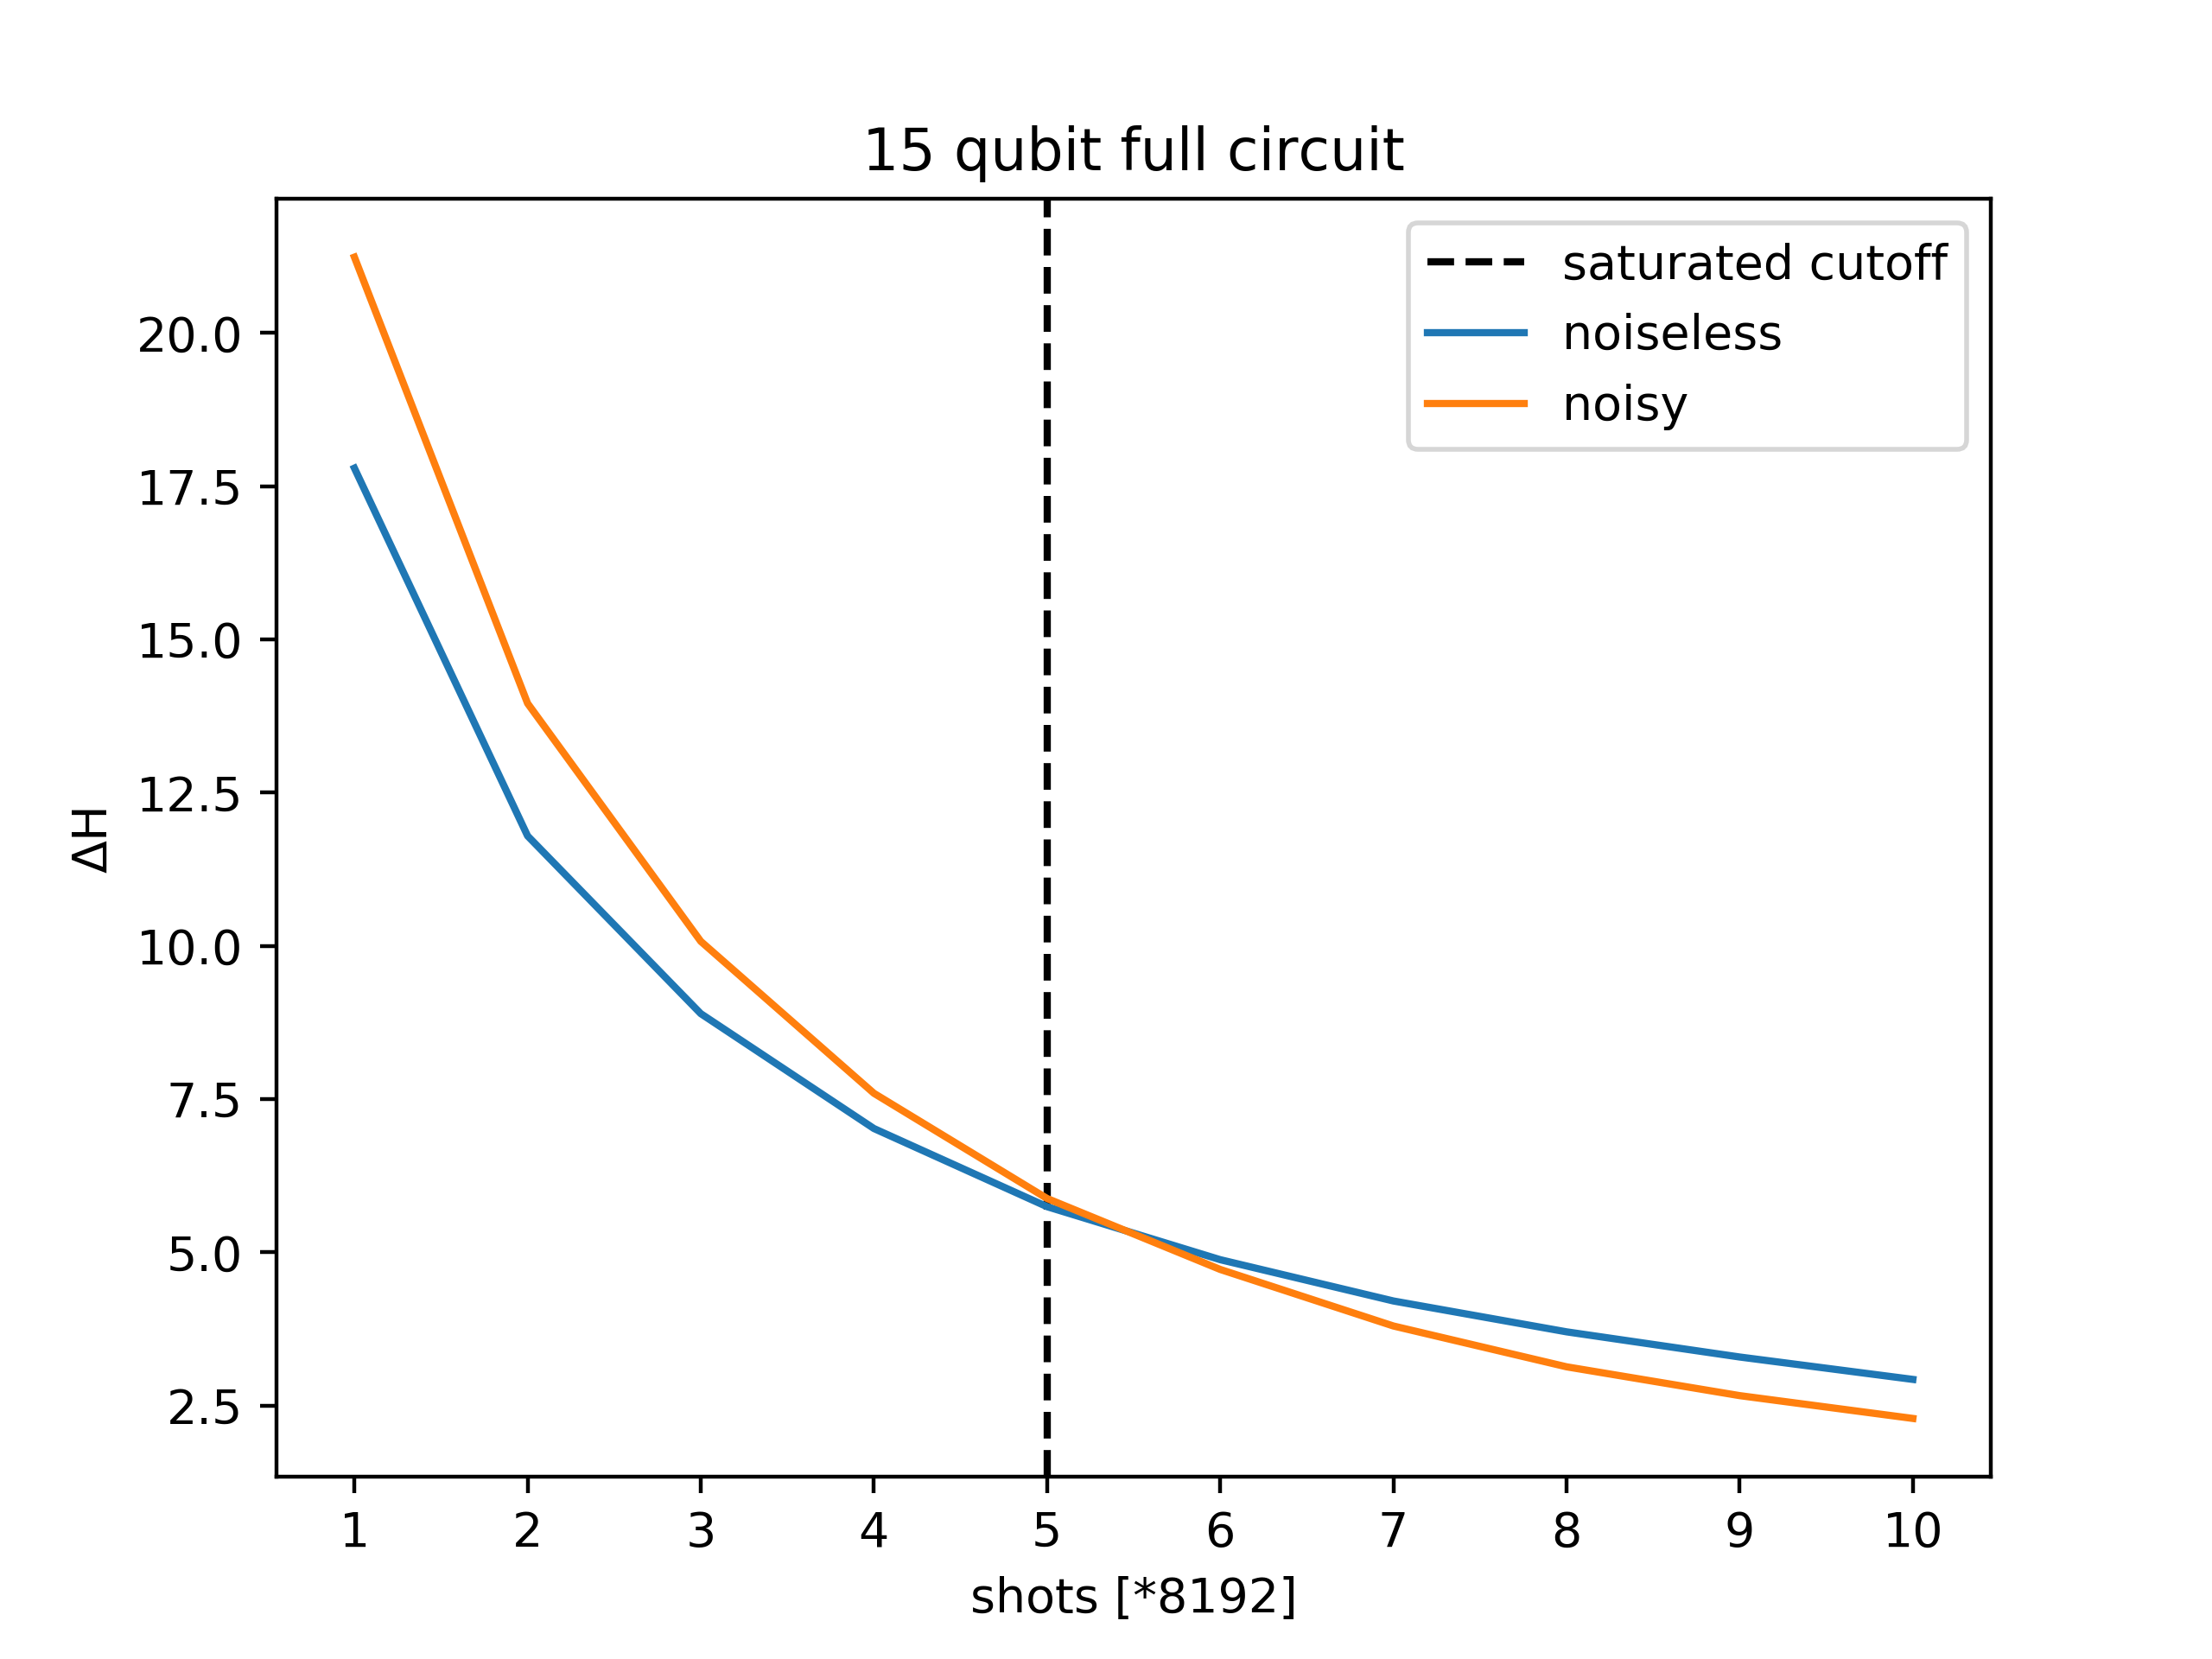 15 qubit full circuit
saturated cutoff
noiseless
noisy
20.0
17.5
15.0
12.5
10.0
7.5
5.0
2.5
ΔH
1 2 3 4 5 6 7 8 9 10
shots [*8192]